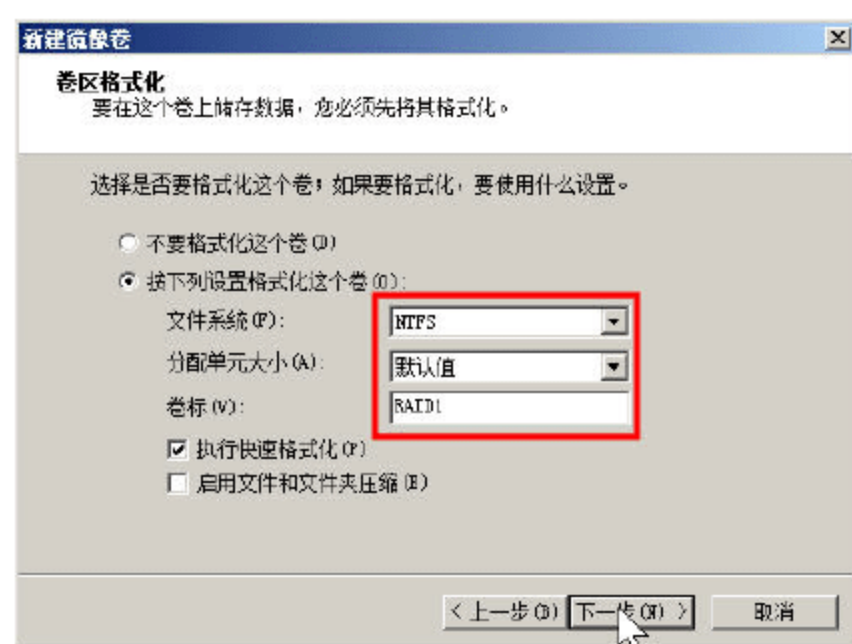 新建镜像卷
卷区格式化
要在这个卷上储存数据，您必须先将其格式化。
选择是否要格式化这个卷；如果要格式化，要使用什么设置。
不要格式化这个卷(D)
按下列设置格式化这个卷(O):
文件系统(F): NTFS
分配单元大小(A): 默认值
卷标(V): RAID1
执行快速格式化(P)
启用文件和文件夹压缩(E)
<上一步(B) 下一步(N) > 取消